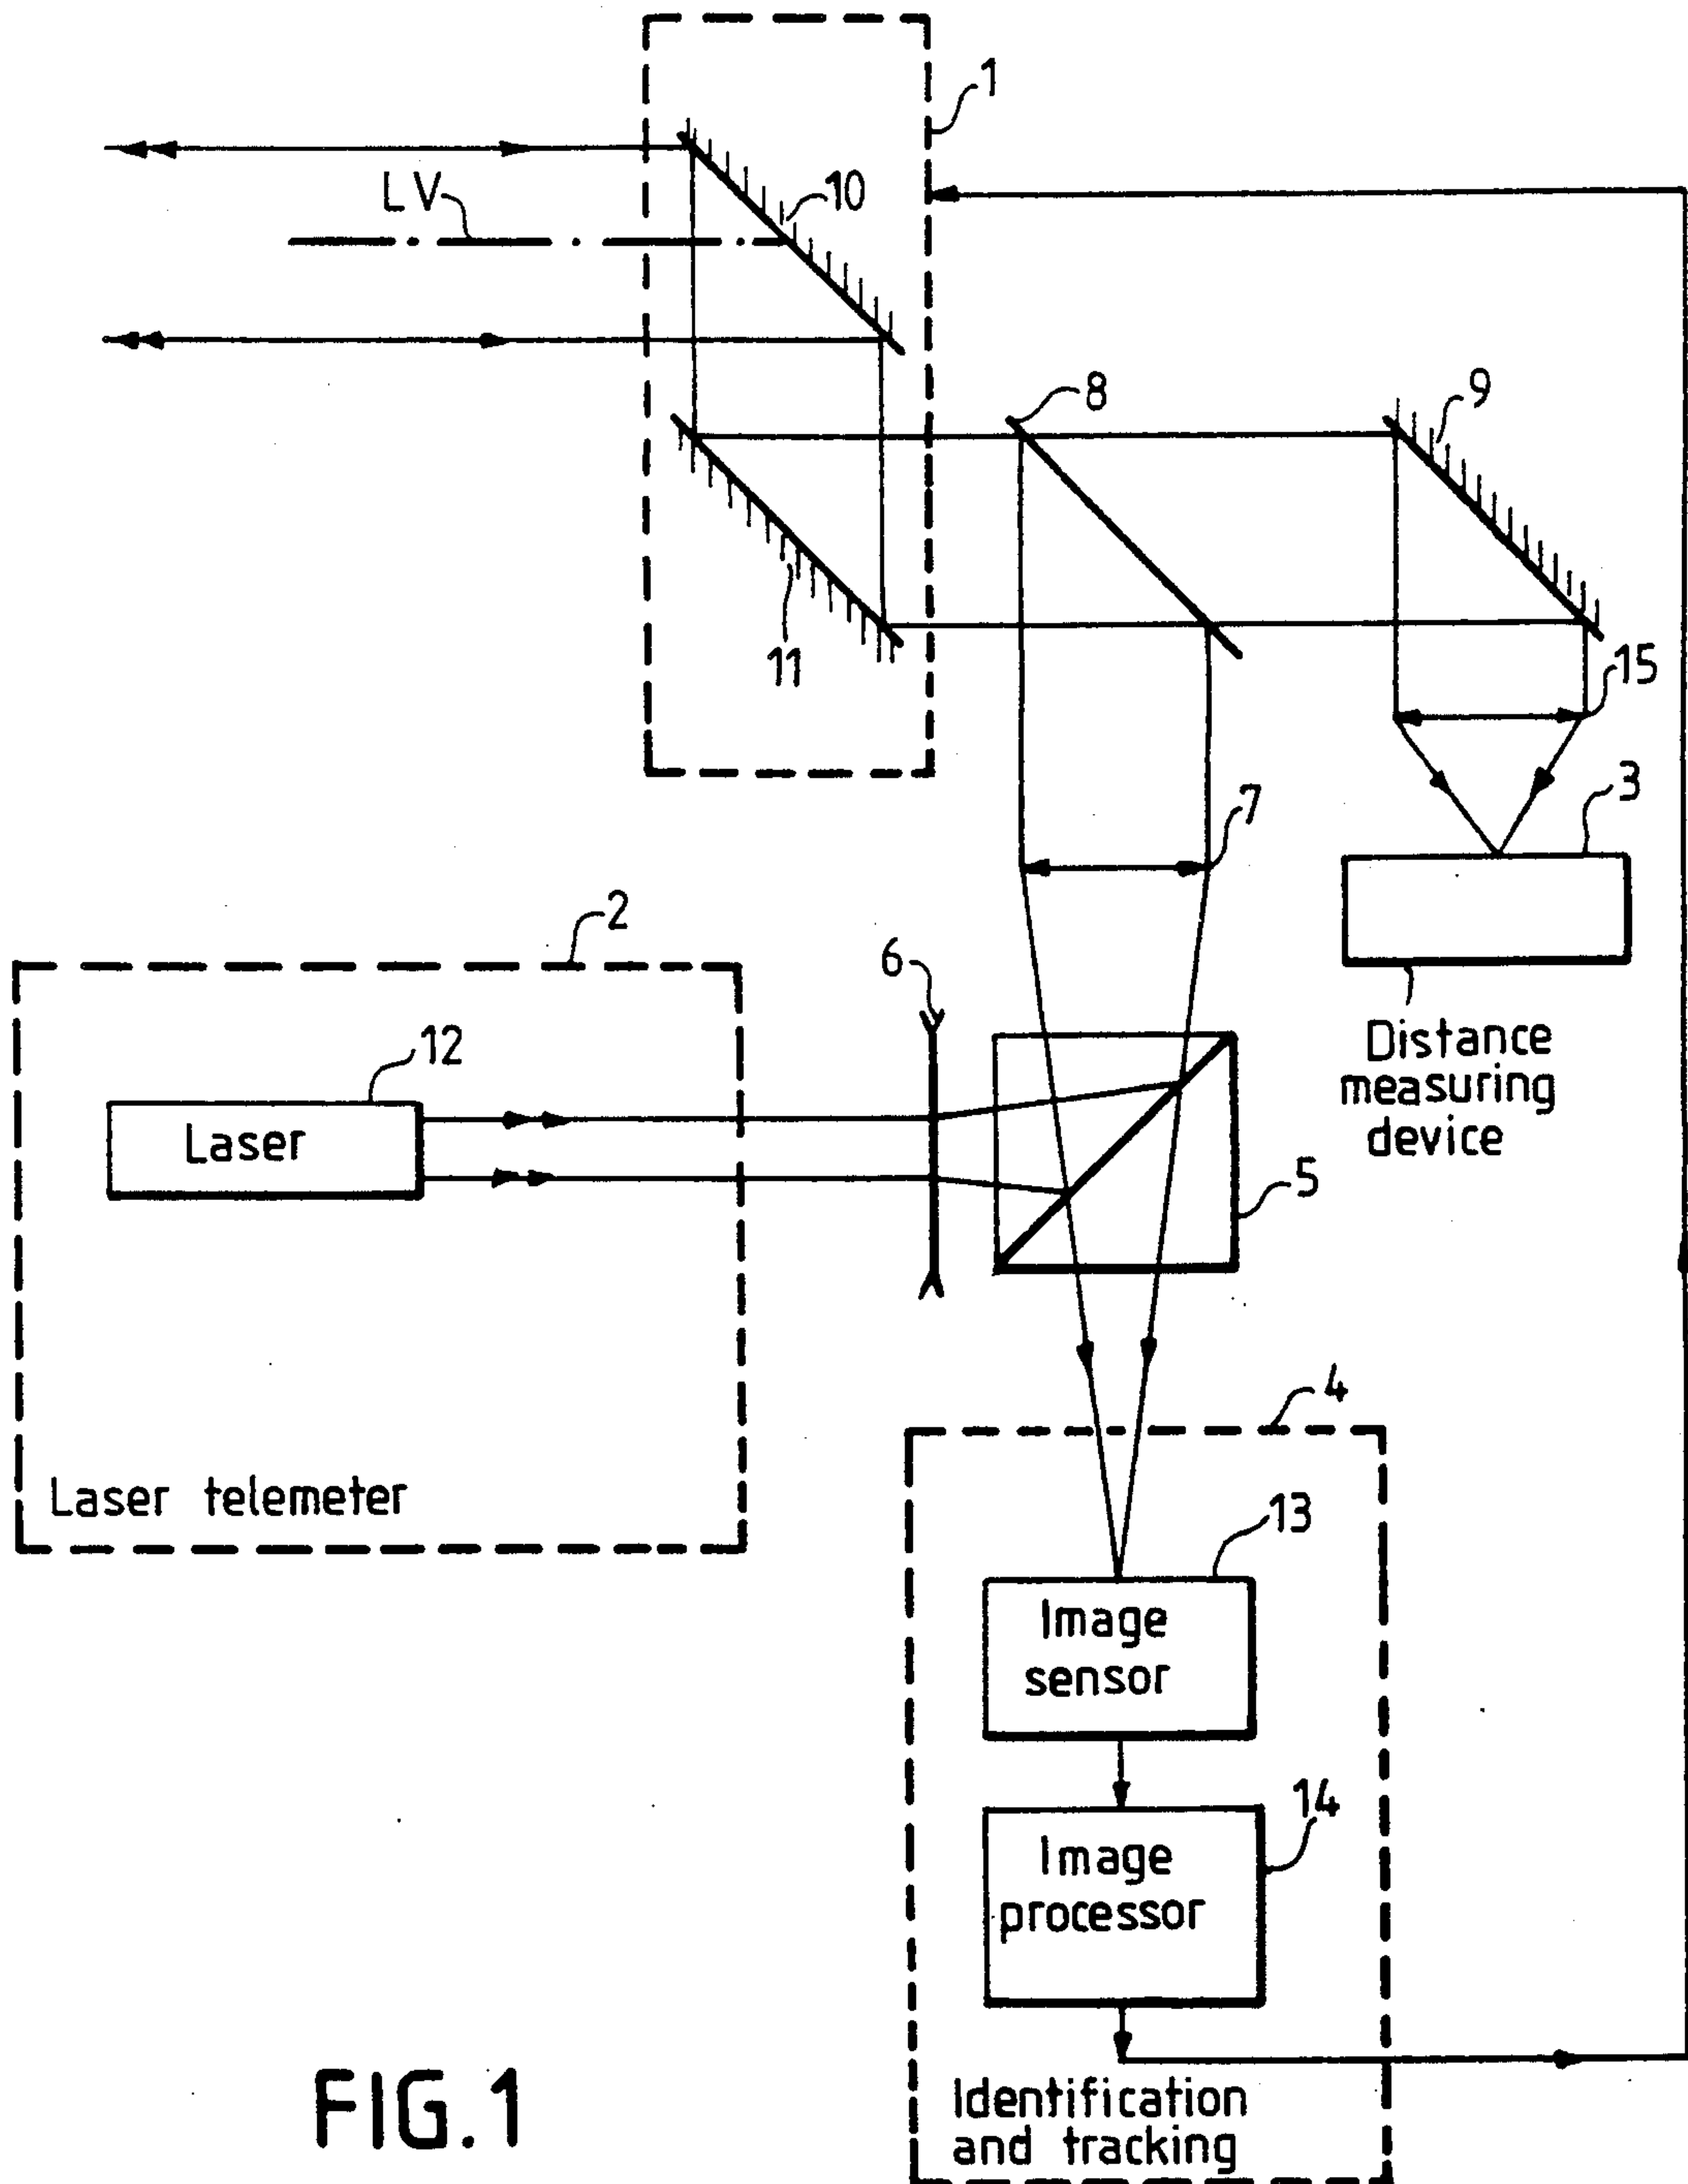 1
LV
10
8
9
11
15
7
3
2
6
12
Laser
Distance
measuring
device
5
4
Laser telemeter
13
Image
sensor
14
Image
processor
Identification
and tracking
FIG.1